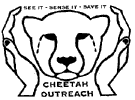 SEE IT - SENSE IT - SAVE IT
CHEETAH
OUTREACH